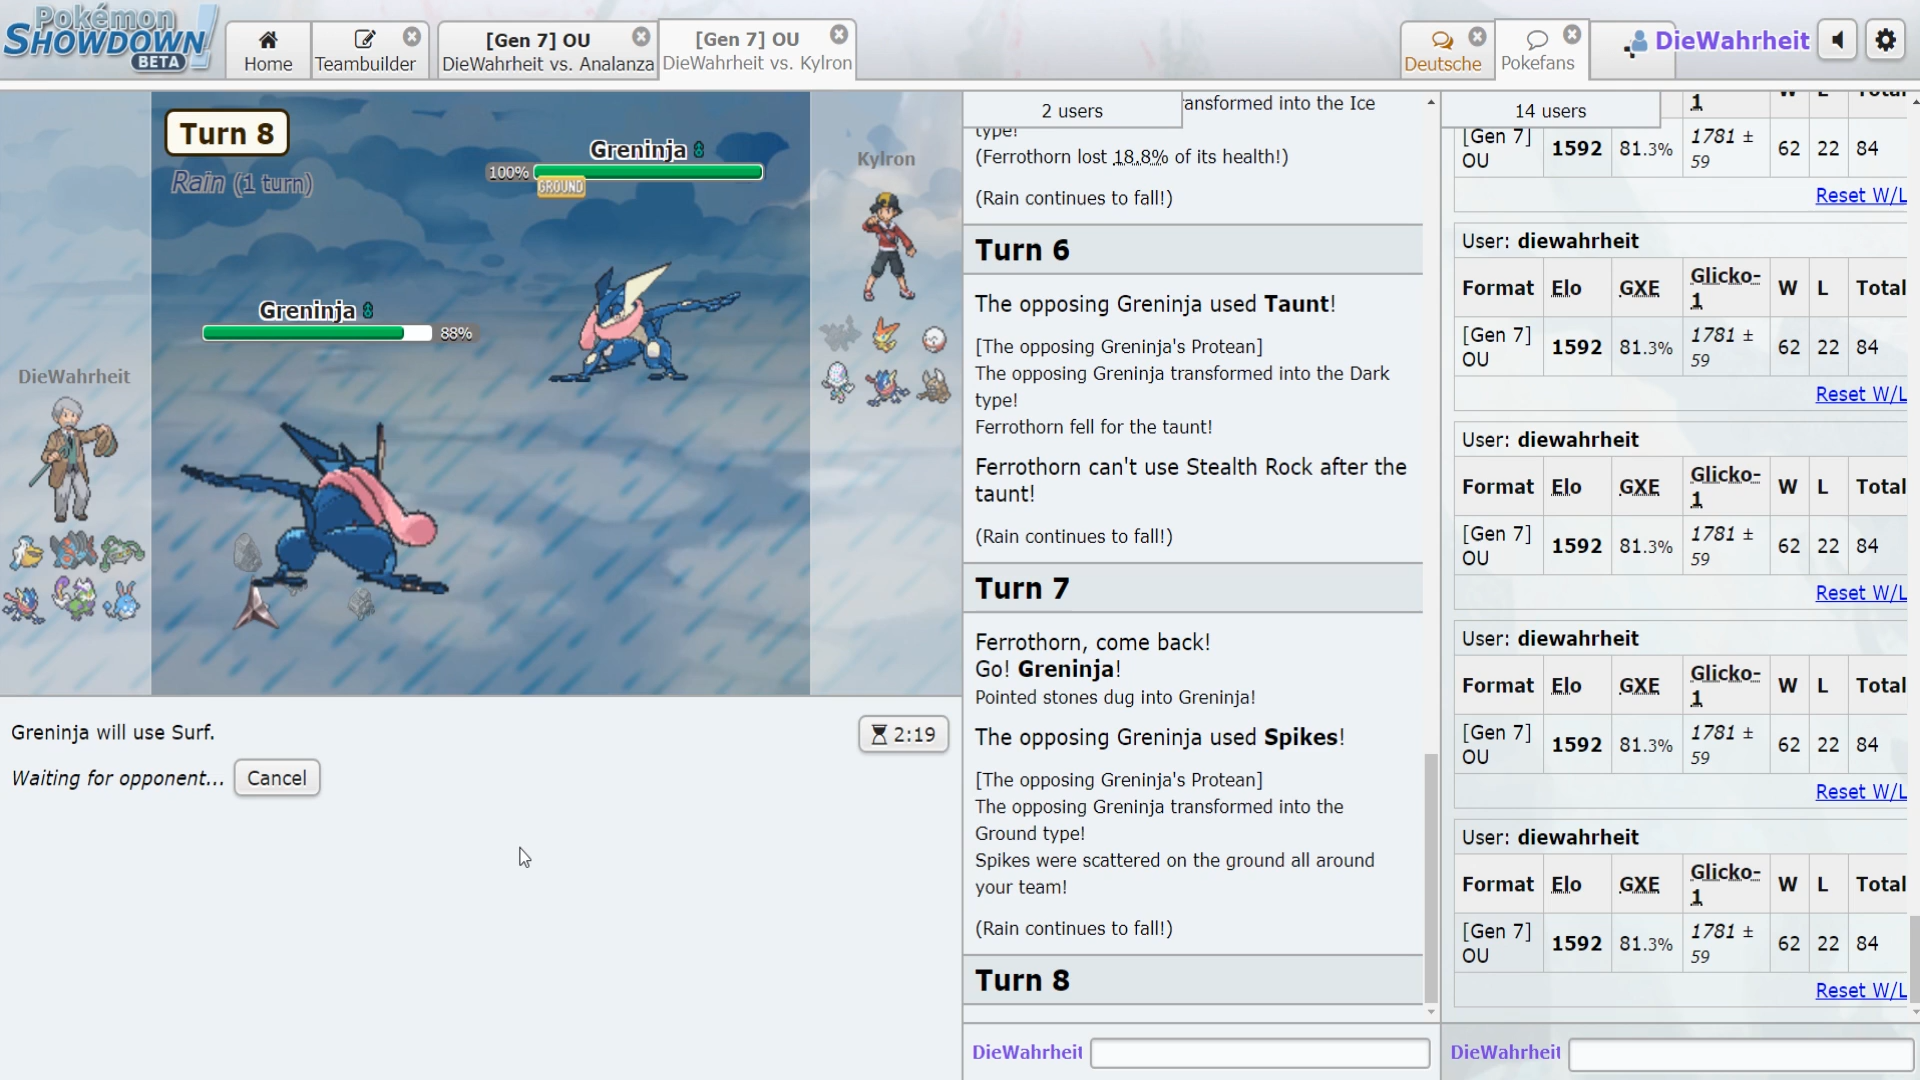 Pokémon
SHOWDOWN!
BETA
Home
Teambuilder
[Gen 7] OU
DieWahrheit vs. Analanza
[Gen 7] OU
DieWahrheit vs. Kylron
Deutsche
Pokefans
DieWahrheit
Turn 8
Rain (1 turn)
Greninja
100%
GROUND
Greninja
88%
DieWahrheit
Kylron
Greninja will use Surf.
2:19
Waiting for opponent...
Cancel
2 users
ansformed into the Ice
type!
(Ferrothorn lost 18.8% of its health!)
(Rain continues to fall!)
Turn 6
The opposing Greninja used Taunt!
[The opposing Greninja's Protean]
The opposing Greninja transformed into the Dark
type!
Ferrothorn fell for the taunt!
Ferrothorn can't use Stealth Rock after the
taunt!
(Rain continues to fall!)
Turn 7
Ferrothorn, come back!
Go! Greninja!
Pointed stones dug into Greninja!
The opposing Greninja used Spikes!
[The opposing Greninja's Protean]
The opposing Greninja transformed into the
Ground type!
Spikes were scattered on the ground all around
your team!
(Rain continues to fall!)
Turn 8
DieWahrheit
14 users
1 W L Total
[Gen 7] OU 1592 81.3% 1781 ± 59 62 22 84
Reset W/L
User: diewahrheit
Format Elo GXE Glicko-1 W L Total
[Gen 7] OU 1592 81.3% 1781 ± 59 62 22 84
Reset W/L
User: diewahrheit
Format Elo GXE Glicko-1 W L Total
[Gen 7] OU 1592 81.3% 1781 ± 59 62 22 84
Reset W/L
User: diewahrheit
Format Elo GXE Glicko-1 W L Total
[Gen 7] OU 1592 81.3% 1781 ± 59 62 22 84
Reset W/L
User: diewahrheit
Format Elo GXE Glicko-1 W L Total
[Gen 7] OU 1592 81.3% 1781 ± 59 62 22 84
Reset W/L
DieWahrheit